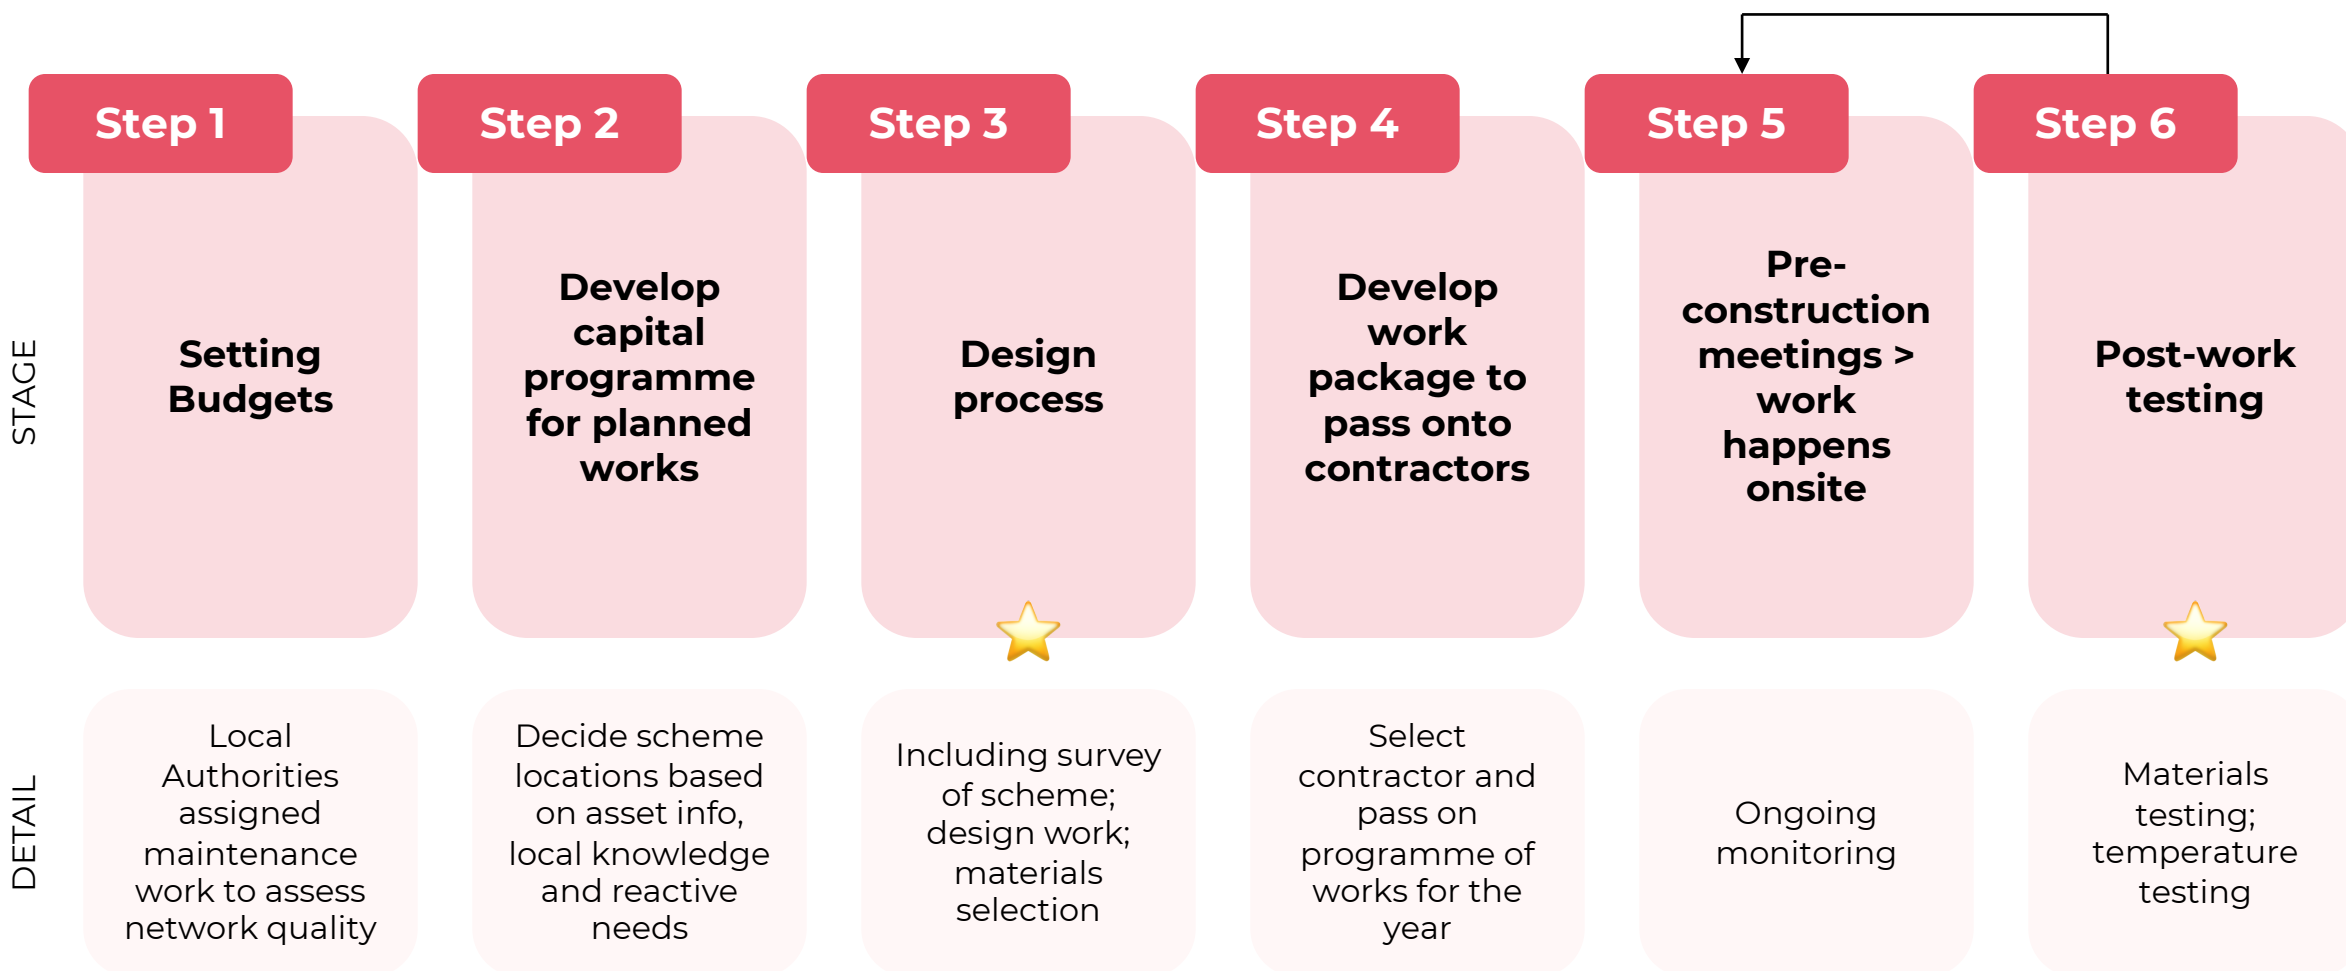 Step 1
Step 2
Step 3
Step 4
Step 5
Step 6
STAGE
Setting
Budgets
Develop
capital
programme
for planned
works
Design
process
Develop
work
package to
pass onto
contractors
Pre-
construction
meetings >
work
happens
onsite
Post-work
testing
DETAIL
Local
Authorities
assigned
maintenance
work to assess
network quality
Decide scheme
locations based
on asset info,
local knowledge
and reactive
needs
Including survey
of scheme;
design work;
materials
selection
Select
contractor and
pass on
programme of
works for the
year
Ongoing
monitoring
Materials
testing;
temperature
testing